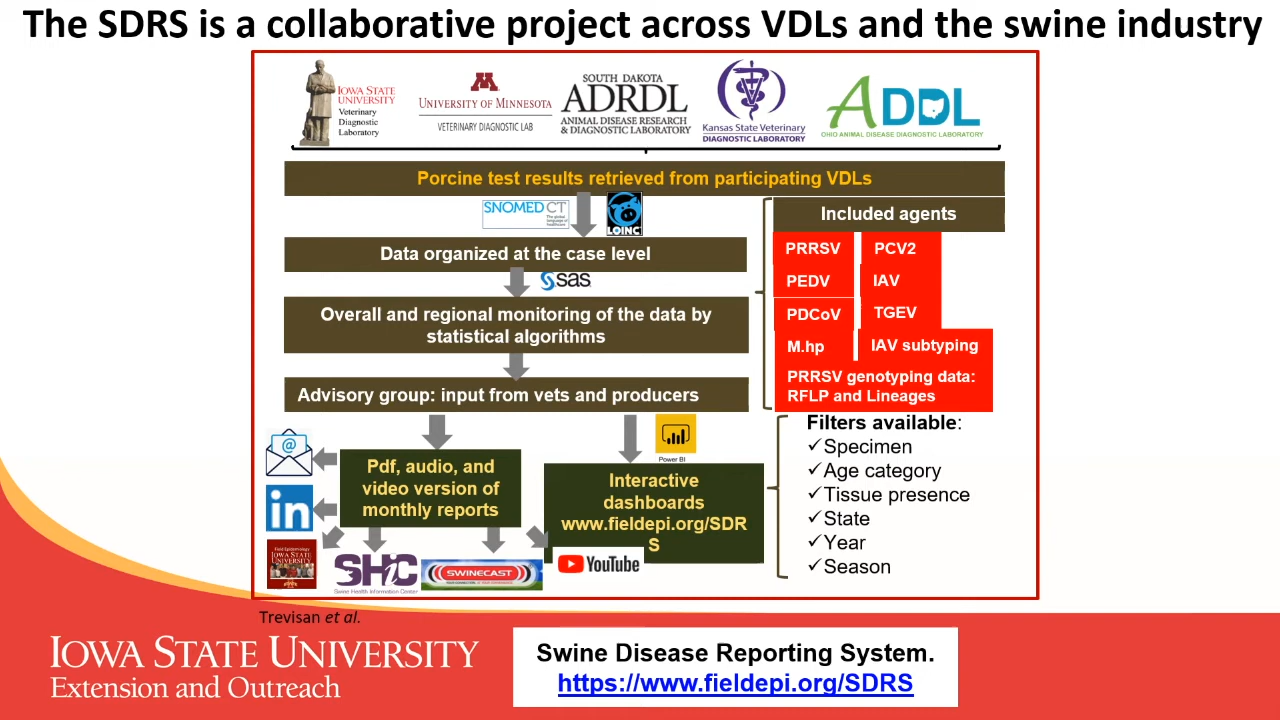 The SDRS is a collaborative project across VDLs and the swine industry
IOWA STATE
UNIVERSITY
Veterinary
Diagnostic
Laboratory
M
UNIVERSITY OF MINNESOTA
VETERINARY DIAGNOSTIC LAB
SOUTH DAKOTA
ADRDL
ANIMAL DISEASE RESEARCH
& DIAGNOSTIC LABORATORY
Kansas State Veterinary
DIAGNOSTIC LABORATORY
ADDL
OHIO ANIMAL DISEASE DIAGNOSTIC LABORATORY
Porcine test results retrieved from participating VDLs
SNOMED CT
The global
language of
healthcare
LOINC
Data organized at the case level
sas
Overall and regional monitoring of the data by
statistical algorithms
Advisory group: input from vets and producers
Included agents
PRRSV
PCV2
PEDV
IAV
PDCoV
TGEV
M.hp
IAV subtyping
PRRSV genotyping data:
RFLP and Lineages
Power BI
@
in
Pdf, audio, and
video version of
monthly reports
Interactive
dashboards
www.fieldepi.org/SDR
S
Filters available:
✓Specimen
✓Age category
✓Tissue presence
✓State
✓Year
✓Season
Field Epidemiology
IOWA STATE
UNIVERSITY
SHiC
Swine Health Information Center
SWINECAST
YouTube
Trevisan et al.
IOWA STATE UNIVERSITY
Extension and Outreach
Swine Disease Reporting System.
https://www.fieldepi.org/SDRS